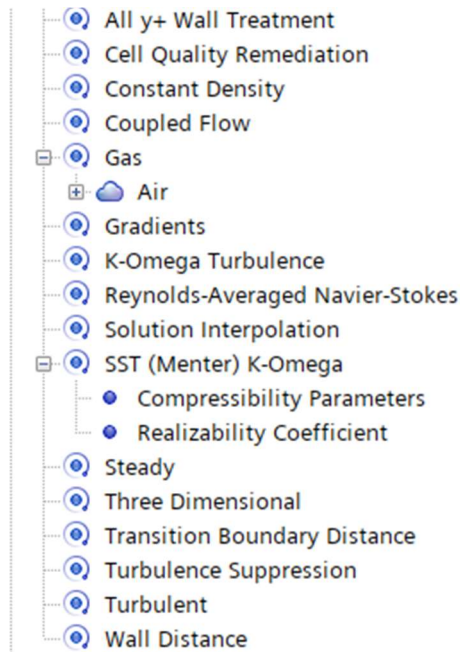 All y+ Wall Treatment
Cell Quality Remediation
Constant Density
Coupled Flow
Gas
Air
Gradients
K-Omega Turbulence
Reynolds-Averaged Navier-Stokes
Solution Interpolation
SST (Menter) K-Omega
Compressibility Parameters
Realizability Coefficient
Steady
Three Dimensional
Transition Boundary Distance
Turbulence Suppression
Turbulent
Wall Distance